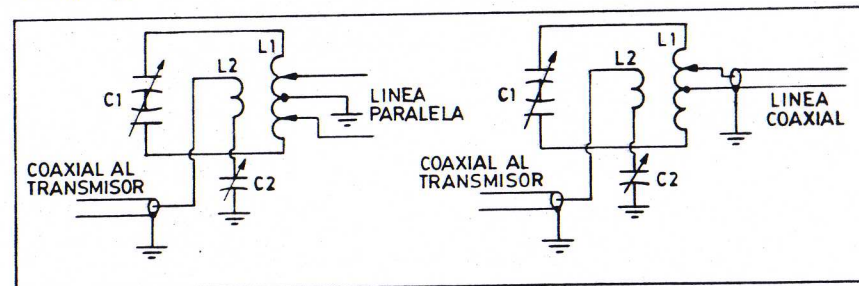 L1
L2
C1
LINEA
PARALELA
COAXIAL AL
TRANSMISOR
C2
L1
L2
C1
LINEA
COAXIAL
COAXIAL AL
TRANSMISOR
C2